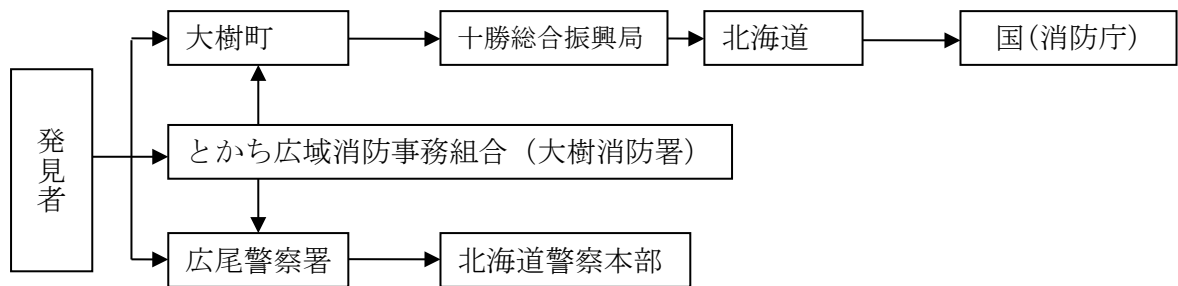 大樹町
十勝総合振興局
北海道
国(消防庁)
発見者
とかち広域消防事務組合（大樹消防署）
広尾警察署
北海道警察本部